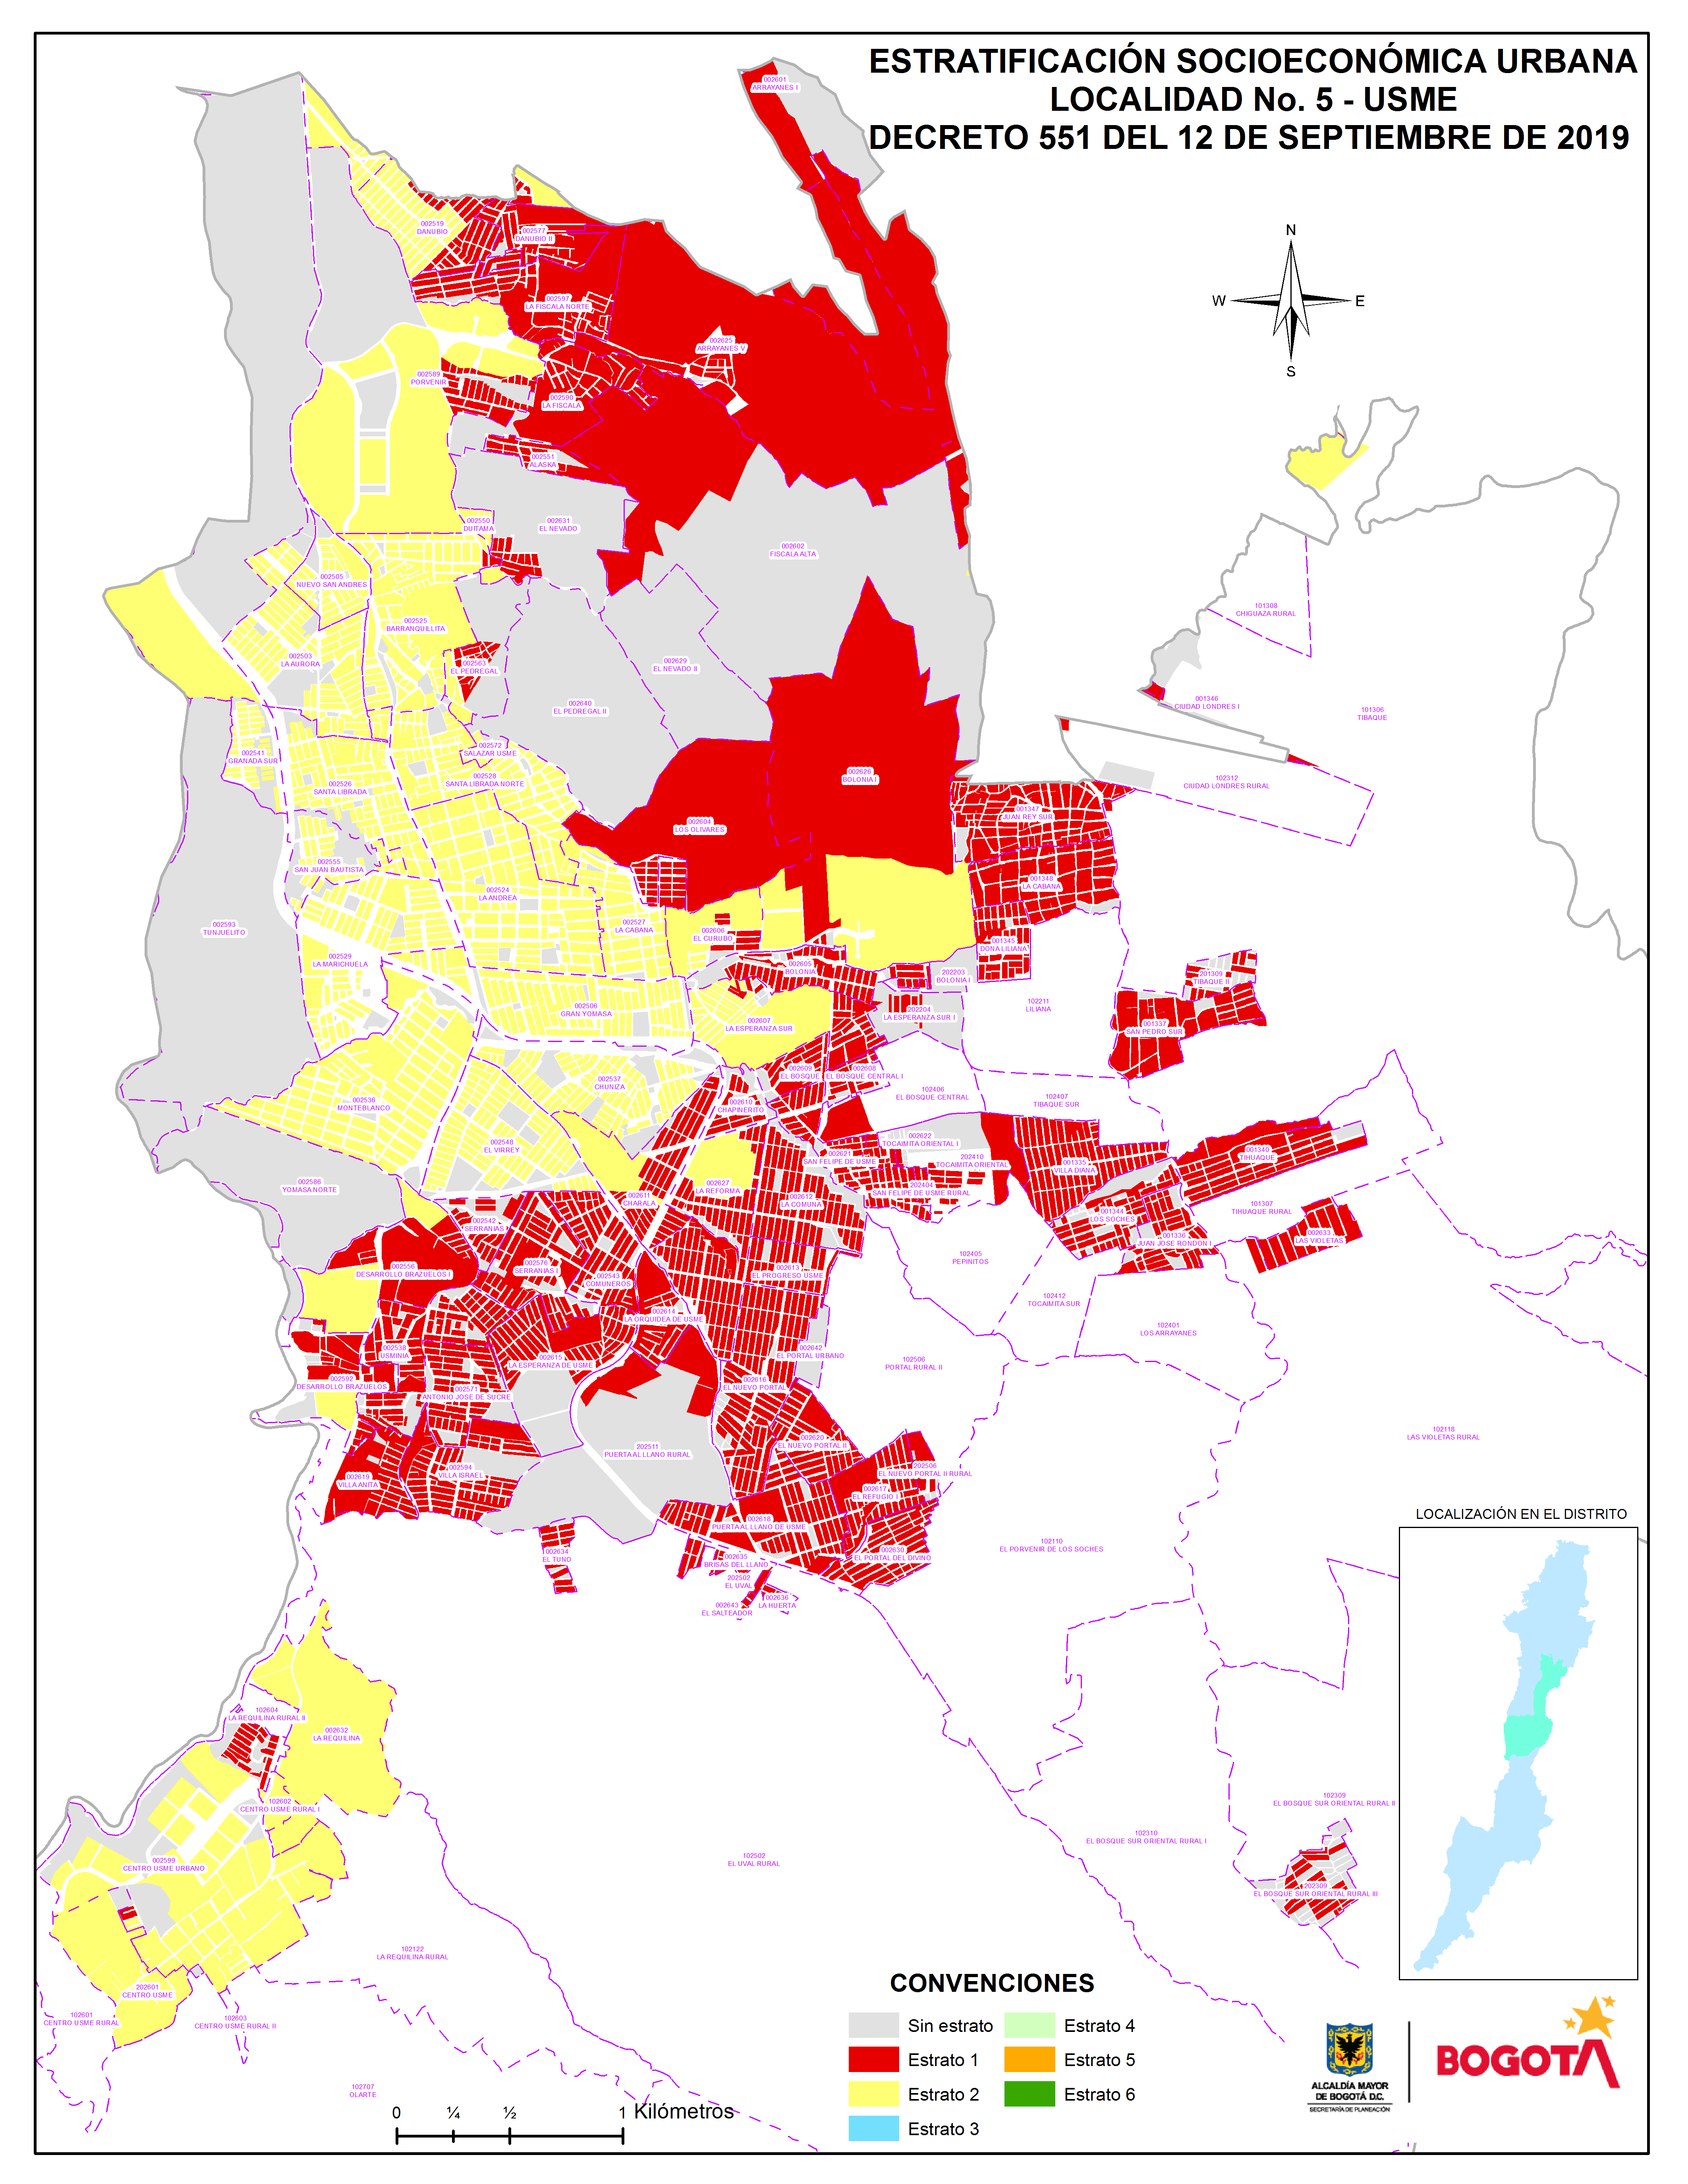 ESTRATIFICACIÓN SOCIOECONÓMICA URBANA
LOCALIDAD No. 5 - USME
DECRETO 551 DEL 12 DE SEPTIEMBRE DE 2019
002601
ARRAYANES I
N
W
E
S
002519
DANUBIO
002577
DANUBIO II
002597
LA FISCALA NORTE
002625
ARRAYANES V
002589
PORVENIR
002590
LA FISCALA
002551
ALASKA
002550
DUITAMA
002631
EL NEVADO
002602
FISCALA ALTA
002505
NUEVO SAN ANDRES
002525
BARRANQUILLITA
002503
LA AURORA
002563
EL PEDREGAL
002629
EL NEVADO II
002640
EL PEDREGAL II
101308
CHIGUAZA RURAL
001346
CIUDAD LONDRES I
101306
TIBAQUE
102312
CIUDAD LONDRES RURAL
002541
GRANADA SUR
002572
SALAZAR USME
002526
SANTA LIBRADA
002528
SANTA LIBRADA NORTE
002626
BOLONIA I
002604
LOS OLIVARES
001347
JUAN REY SUR
002555
SAN JUAN BAUTISTA
001348
LA CABANA
002524
LA ANDREA
002593
TUNJUELITO
002527
LA CABANA
002606
EL CURUBO
001345
DONA LILIANA
002529
LA MARICHUELA
002605
BOLONIA
202203
BOLONIA I
201309
TIBAQUE II
002506
GRAN YOMASA
002607
LA ESPERANZA SUR
202204
LA ESPERANZA SUR I
102211
LILIANA
001337
SAN PEDRO SUR
002537
CHUNIZA
002609
EL BOSQUE
002608
EL BOSQUE CENTRAL I
102406
EL BOSQUE CENTRAL
102407
TIBAQUE SUR
002536
MONTEBLANCO
002610
CHAPINERITO
002548
EL VIRREY
002622
TOCAIMITA ORIENTAL I
002621
SAN FELIPE DE USME
202410
TOCAIMITA ORIENTAL
001335
VILLA DIANA
001340
TIHUAQUE
002586
YOMASA NORTE
002627
LA REFORMA
002611
CHARALA
002612
LA COMUNA
202404
SAN FELIPE DE USME RURAL
001344
LOS SOCHES
101307
TIHUAQUE RURAL
002542
SERRANIAS
001336
JUAN JOSE RONDON I
002633
LAS VIOLETAS
002556
DESARROLLO BRAZUELOS I
002576
SERRANIAS I
002543
COMUNEROS
002613
EL PROGRESO USME
102405
PEPINITOS
102412
TOCAIMITA SUR
002614
LA ORQUIDEA DE USME
102401
LOS ARRAYANES
002538
USMINIA
002615
LA ESPERANZA DE USME
002642
EL PORTAL URBANO
102506
PORTAL RURAL II
002592
DESARROLLO BRAZUELOS
002571
ANTONIO JOSE DE SUCRE
002616
EL NUEVO PORTAL
102118
LAS VIOLETAS RURAL
202511
PUERTA AL LLANO RURAL
002620
EL NUEVO PORTAL II
202506
EL NUEVO PORTAL II RURAL
002619
VILLA ANITA
002594
VILLA ISRAEL
002617
EL REFUGIO I
002618
PUERTA AL LLANO DE USME
002634
EL TUNO
002635
BRISAS DEL LLANO
002630
EL PORTAL DEL DIVINO
202502
EL UVAL
002643
EL SALTEADOR
002636
LA HUERTA
102110
EL PORVENIR DE LOS SOCHES
LOCALIZACIÓN EN EL DISTRITO
102604
LA REQUILINA RURAL II
002632
LA REQUILINA
102602
CENTRO USME RURAL I
002599
CENTRO USME URBANO
102502
EL UVAL RURAL
102309
EL BOSQUE SUR ORIENTAL RURAL II
102310
EL BOSQUE SUR ORIENTAL RURAL I
202309
EL BOSQUE SUR ORIENTAL RURAL III
102122
LA REQUILINA RURAL
202601
CENTRO USME
102601
CENTRO USME RURAL
102603
CENTRO USME RURAL II
102707
OLARTE
0 ¼ ½ 1 Kilómetros
CONVENCIONES
Sin estrato
Estrato 1
Estrato 2
Estrato 3
Estrato 4
Estrato 5
Estrato 6
ALCALDÍA MAYOR
DE BOGOTÁ D.C.
SECRETARÍA DE PLANEACIÓN
BOGOTÁ